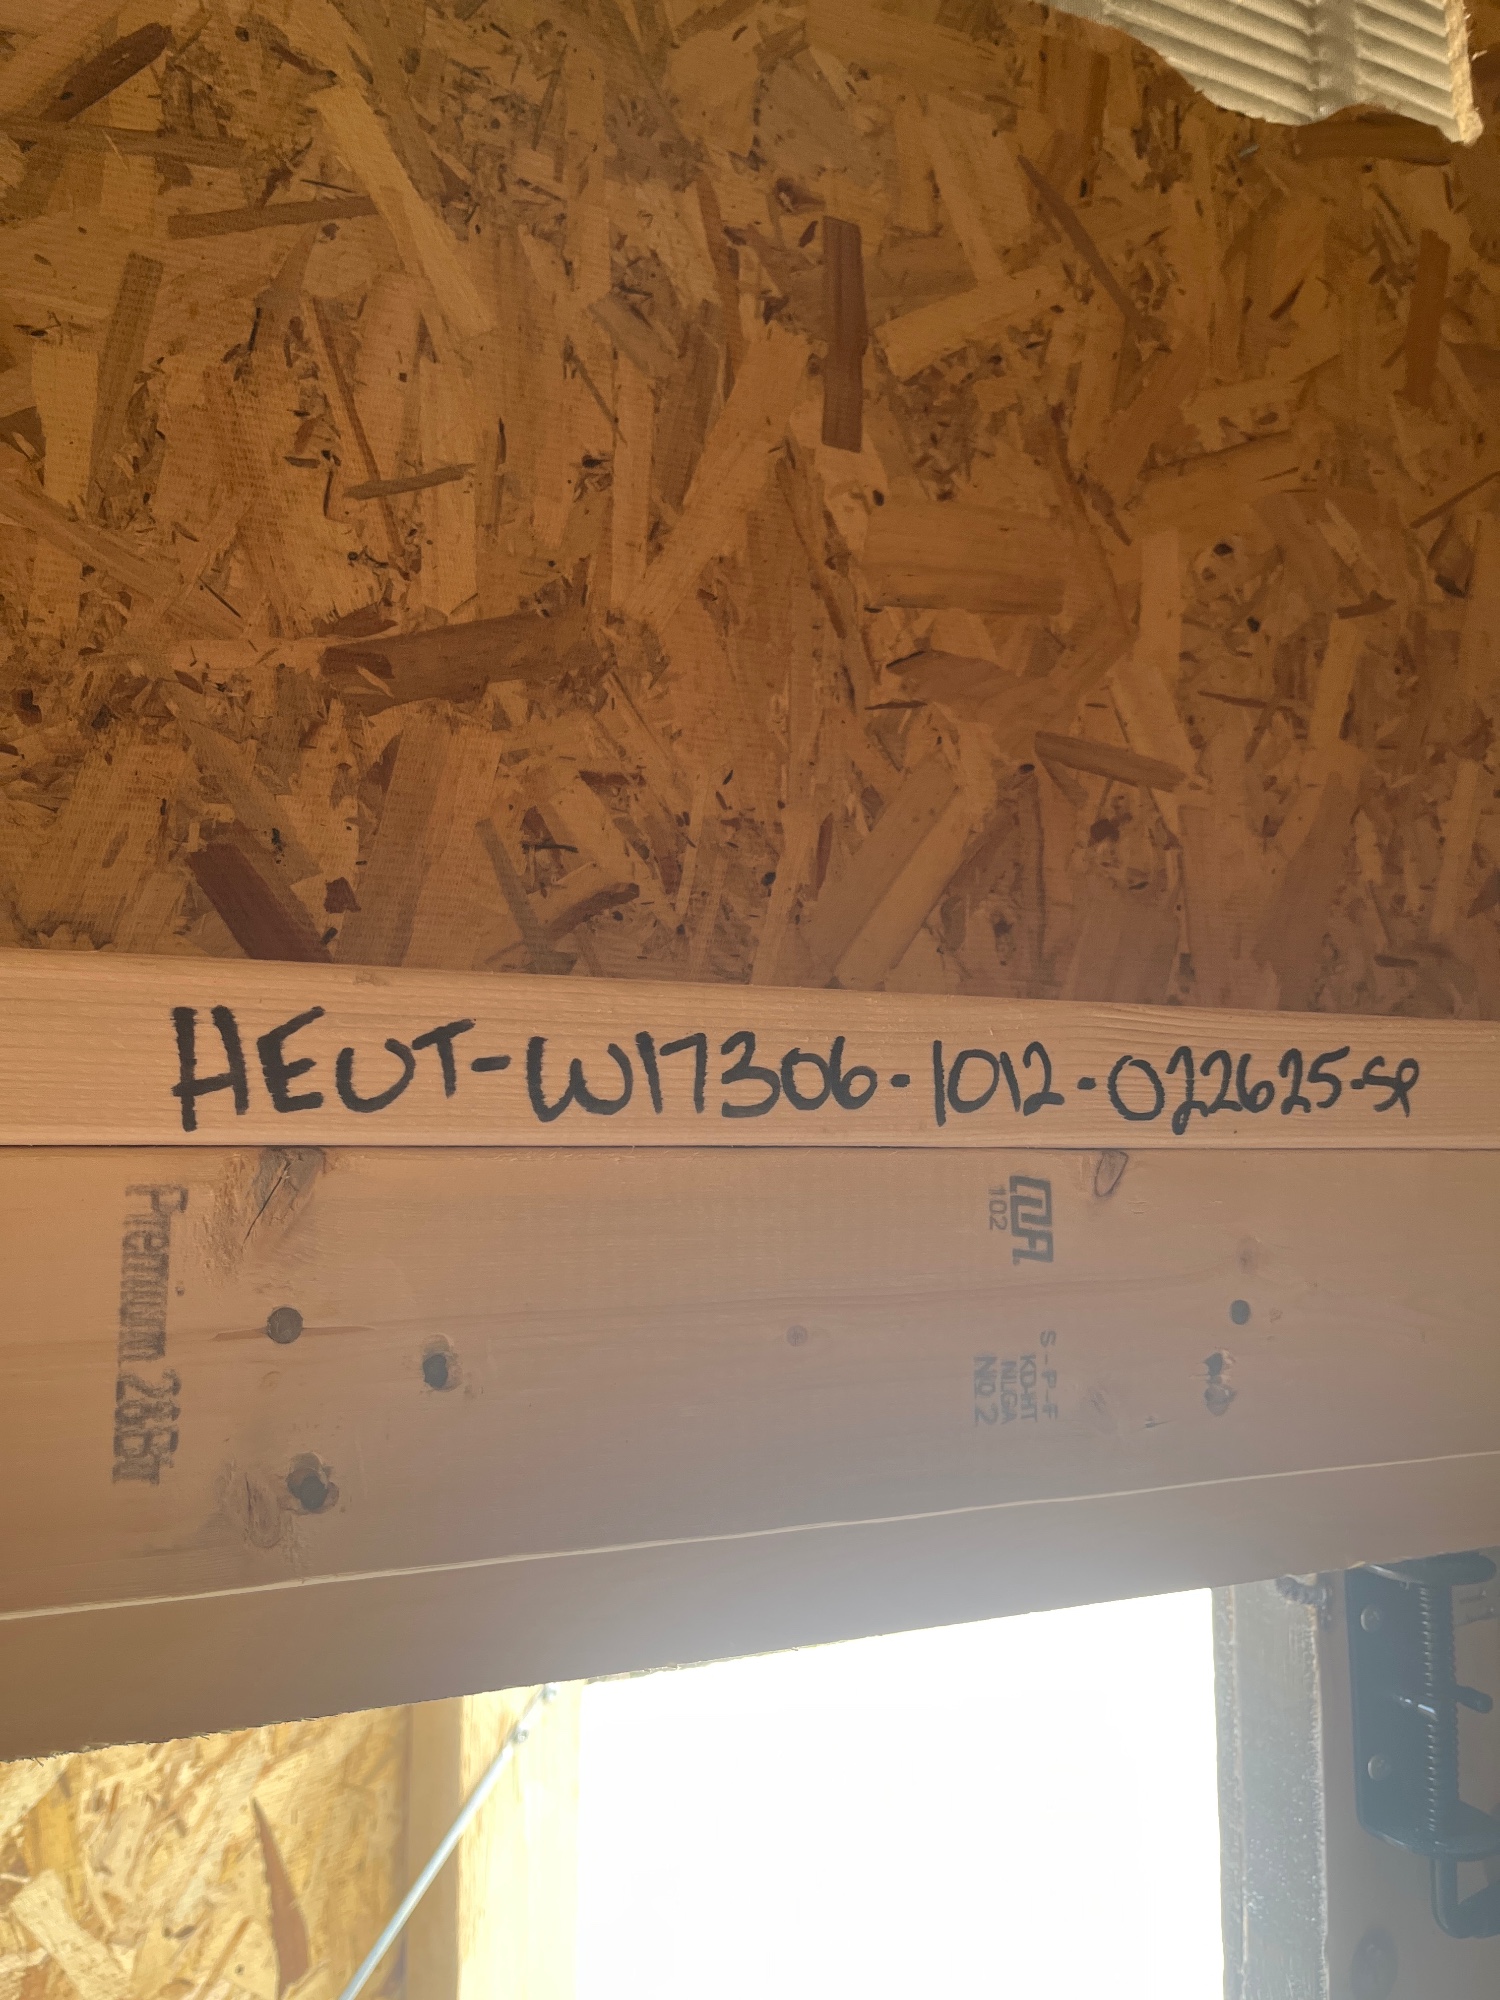 HEUT-W17306-1012-022625-SP
Premium 2&Btr
102
S-P-F
KD-HT
NLGA
NO. 2